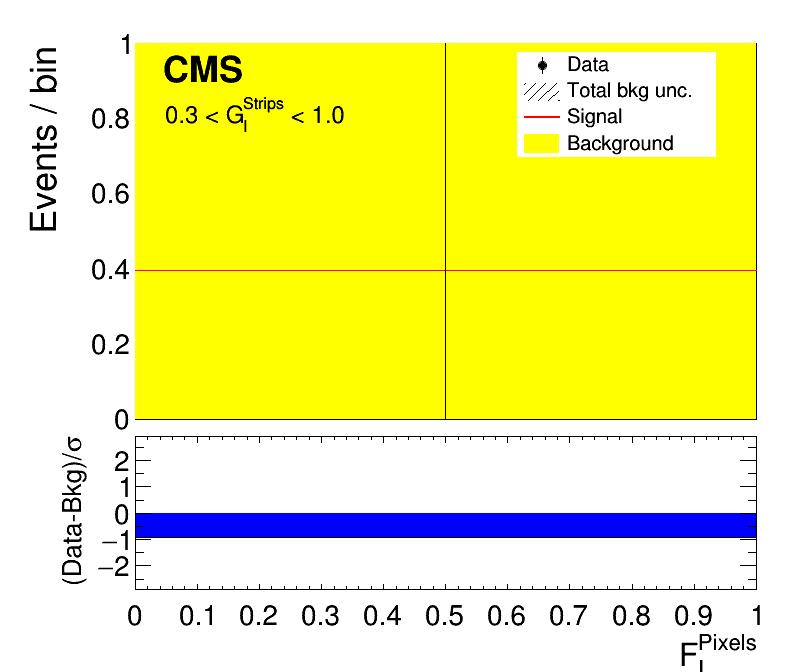 Events / bin
1
0.8
0.6
0.4
0.2
0
CMS
0.3 < G_I^Strips < 1.0
Data
Total bkg unc.
Signal
Background
(Data-Bkg)/σ
2
1
0
−1
−2
0 0.1 0.2 0.3 0.4 0.5 0.6 0.7 0.8 0.9 1
F_I^Pixels